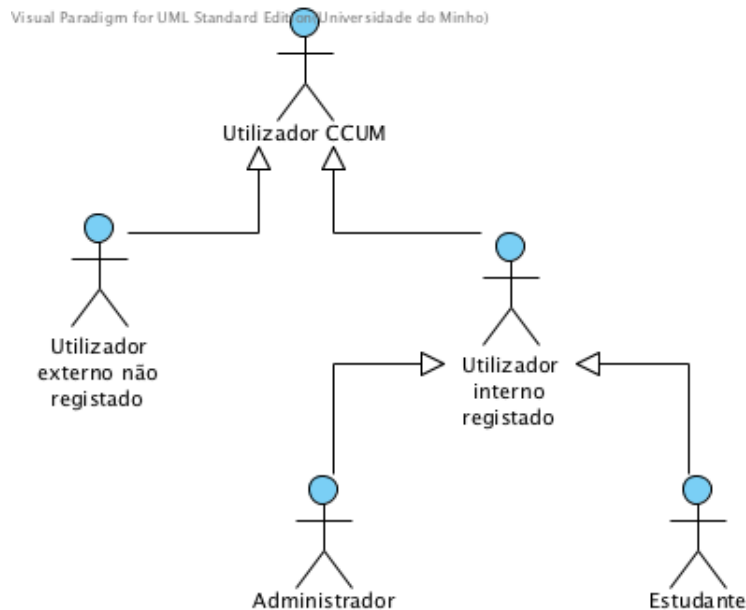 Visual Paradigm for UML Standard Edition(Universidade do Minho)
Utilizador CCUM
Utilizador
externo não
registado
Utilizador
interno
registado
Administrador
Estudante